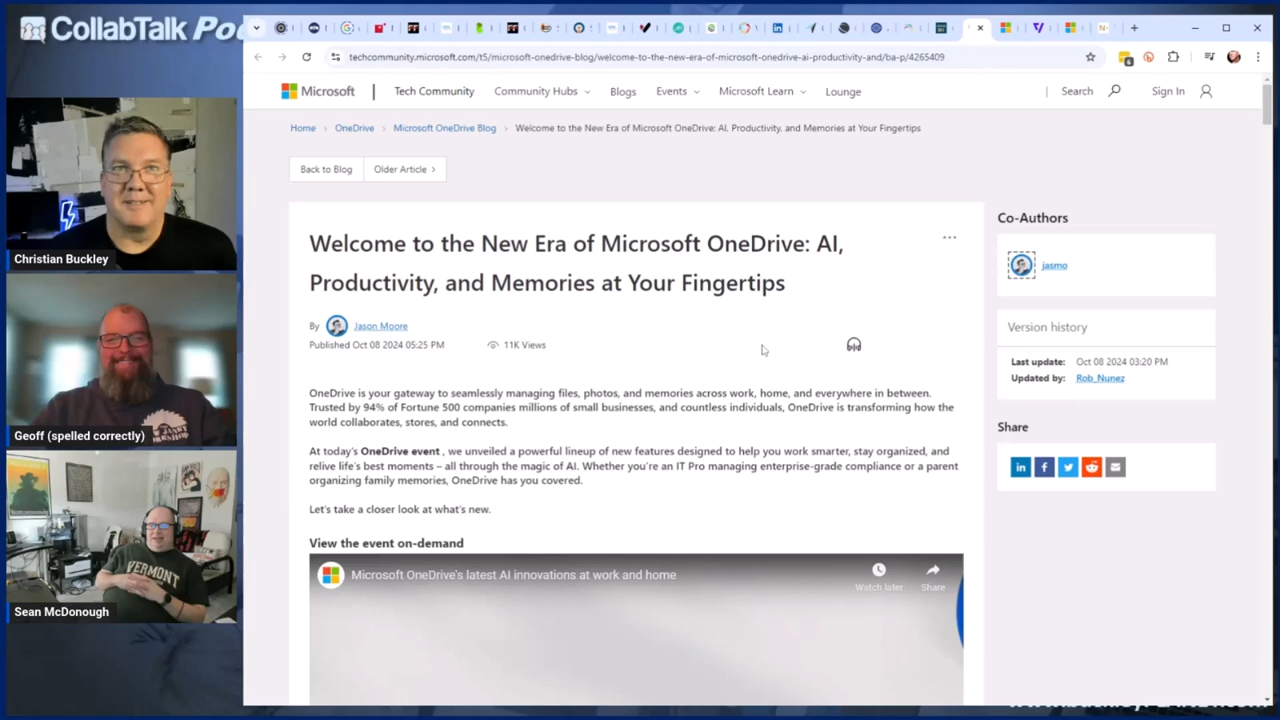 CollabTalk Po
techcommunity.microsoft.com/t5/microsoft-onedrive-blog/welcome-to-the-new-era-of-microsoft-onedrive-ai-productivity-and/ba-p/4265409
Microsoft
Tech Community
Community Hubs
Blogs
Events
Microsoft Learn
Lounge
Search
Sign In
Home > OneDrive > Microsoft OneDrive Blog > Welcome to the New Era of Microsoft OneDrive: AI, Productivity, and Memories at Your Fingertips
Back to Blog
Older Article >
Welcome to the New Era of Microsoft OneDrive: AI,
Productivity, and Memories at Your Fingertips
By Jason Moore
Published Oct 08 2024 05:25 PM
11K Views
OneDrive is your gateway to seamlessly managing files, photos, and memories across work, home, and everywhere in between.
Trusted by 94% of Fortune 500 companies millions of small businesses, and countless individuals, OneDrive is transforming how the
world collaborates, stores, and connects.
At today's OneDrive event , we unveiled a powerful lineup of new features designed to help you work smarter, stay organized, and
relive life's best moments – all through the magic of AI. Whether you're an IT Pro managing enterprise-grade compliance or a parent
organizing family memories, OneDrive has you covered.
Let's take a closer look at what's new.
View the event on-demand
Microsoft OneDrive's latest AI innovations at work and home
Watch later
Share
Co-Authors
jasmo
Version history
Last update: Oct 08 2024 03:20 PM
Updated by: Rob_Nunez
Share
Christian Buckley
Geoff (spelled correctly)
VERMONT
Sean McDonough